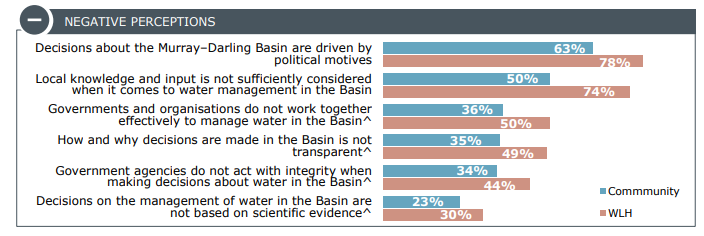 NEGATIVE PERCEPTIONS
Decisions about the Murray–Darling Basin are driven by
political motives
63%
78%
Local knowledge and input is not sufficiently considered
when it comes to water management in the Basin
50%
74%
Governments and organisations do not work together
effectively to manage water in the Basin^
36%
50%
How and why decisions are made in the Basin is not
transparent^
35%
49%
Government agencies do not act with integrity when
making decisions about water in the Basin^
34%
44%
Decisions on the management of water in the Basin are
not based on scientific evidence^
23%
30%
Commmunity
WLH